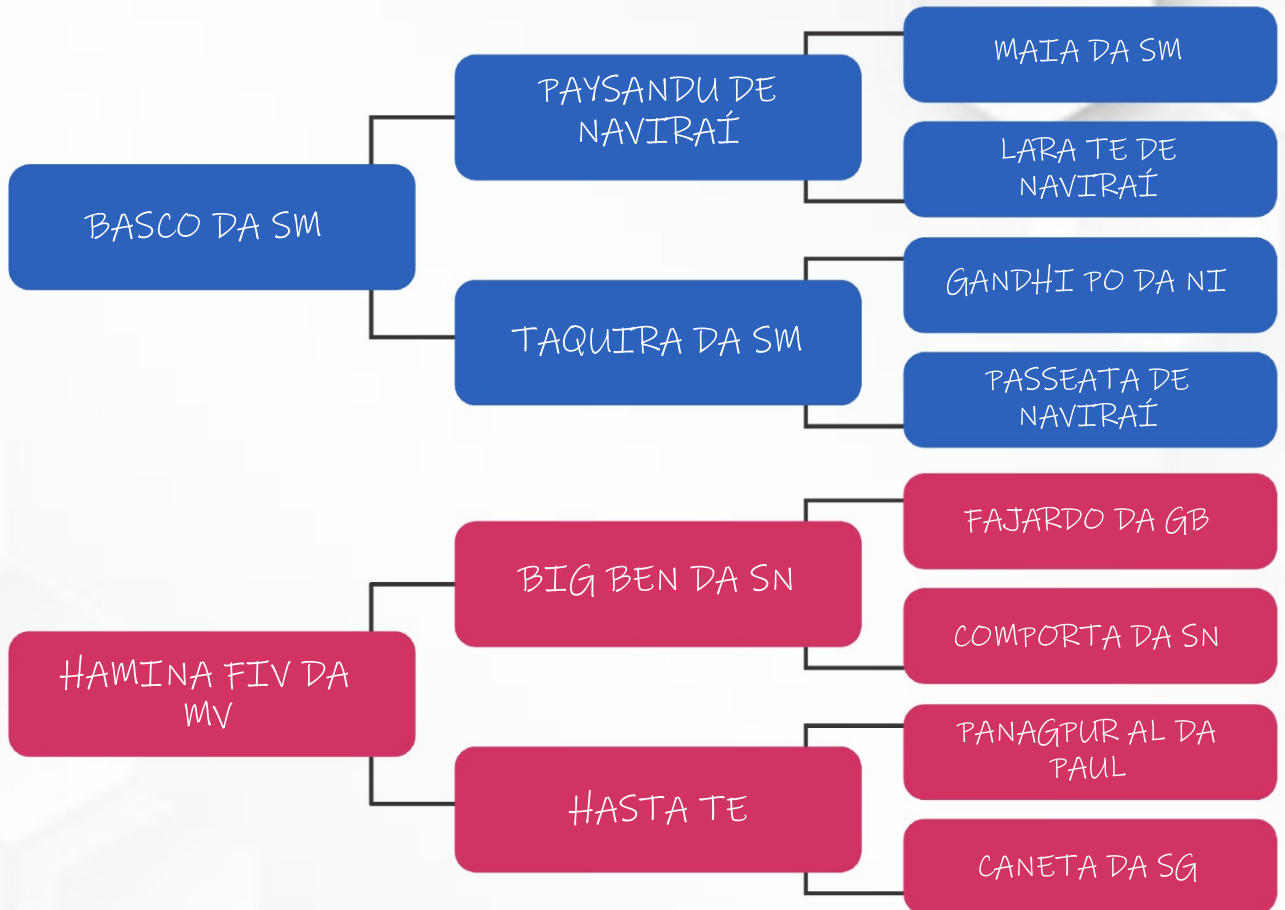 MAIA DA SM
PAYSANDU DE
NAVIRAÍ
LARA TE DE
NAVIRAÍ
BASCO DA SM
GANDHI PO DA NI
TAQUIRA DA SM
PASSEATA DE
NAVIRAÍ
FAJARDO DA GB
BIG BEN DA SN
COMPORTA DA SN
HAMINA FIV DA
MV
PANAGPUR AL DA
PAUL
HASTA TE
CANETA DA SG